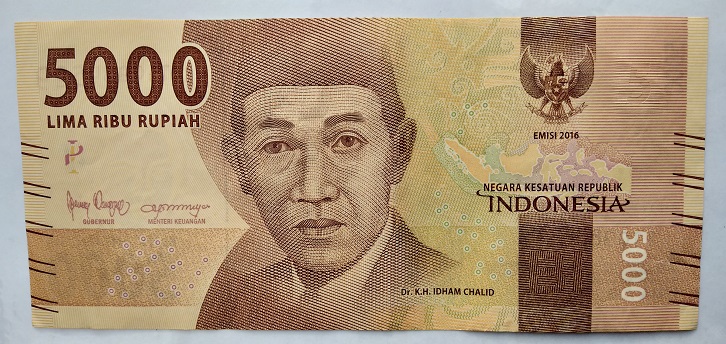 5000
LIMA RIBU RUPIAH
GUBERNUR
MENTERI KEUANGAN
Dr. K.H. IDHAM CHALID
EMISI 2016
NEGARA KESATUAN REPUBLIK
INDONESIA
5000